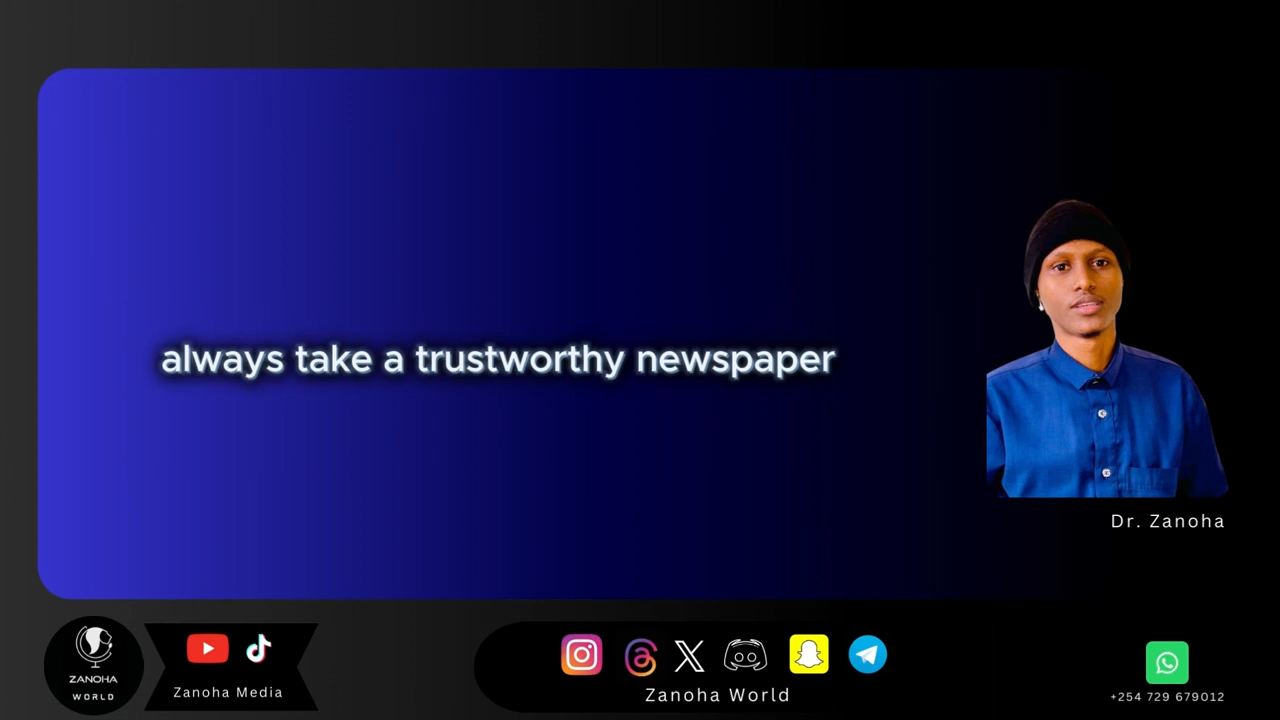 always take a trustworthy newspaper
Dr. Zanoha
ZANOHA
WORLD
Zanoha Media
Zanoha World
+254 729 679012